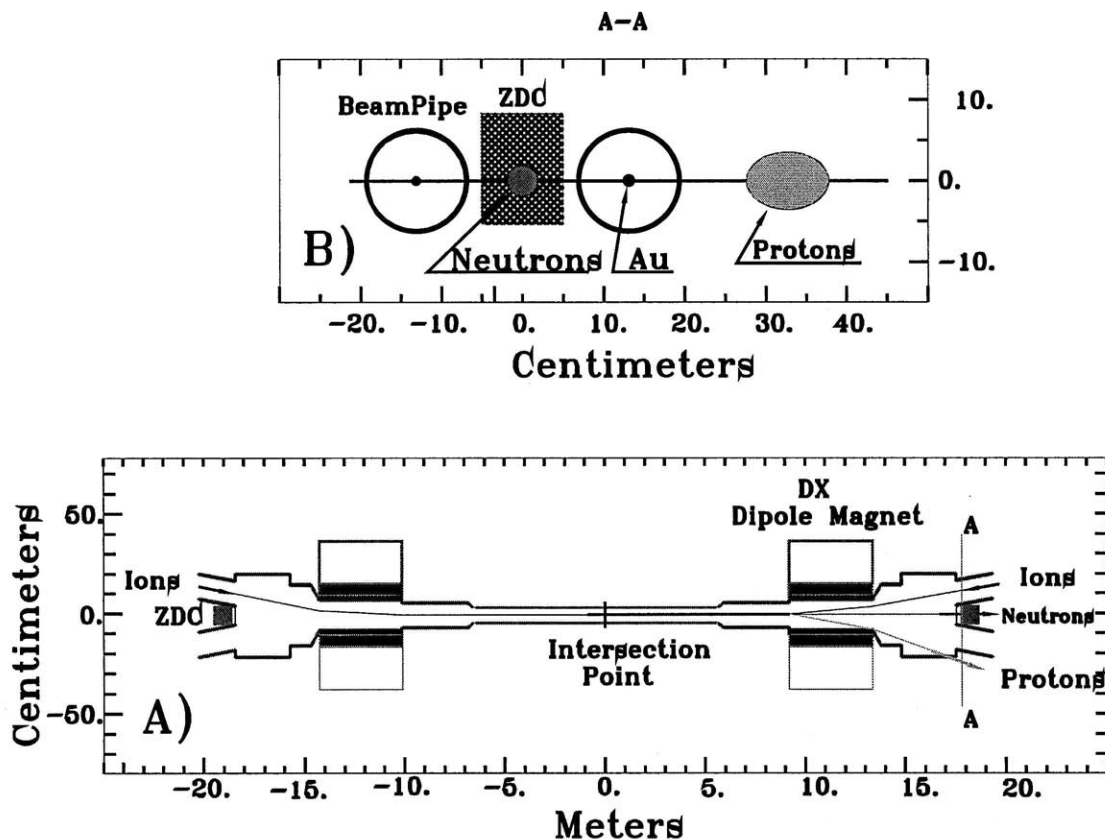 A-A
BeamPipe
ZDC
10.
0.
-10.
B)
Neutrons
Au
Protons
-20. -10. 0. 10. 20. 30. 40.
Centimeters
Centimeters
50.
0.
-50.
DX
Dipole Magnet
A
Ions
Ions
ZDC
Neutrons
Intersection
Point
Protons
A
A)
-20. -15. -10. -5. 0. 5. 10. 15. 20.
Meters